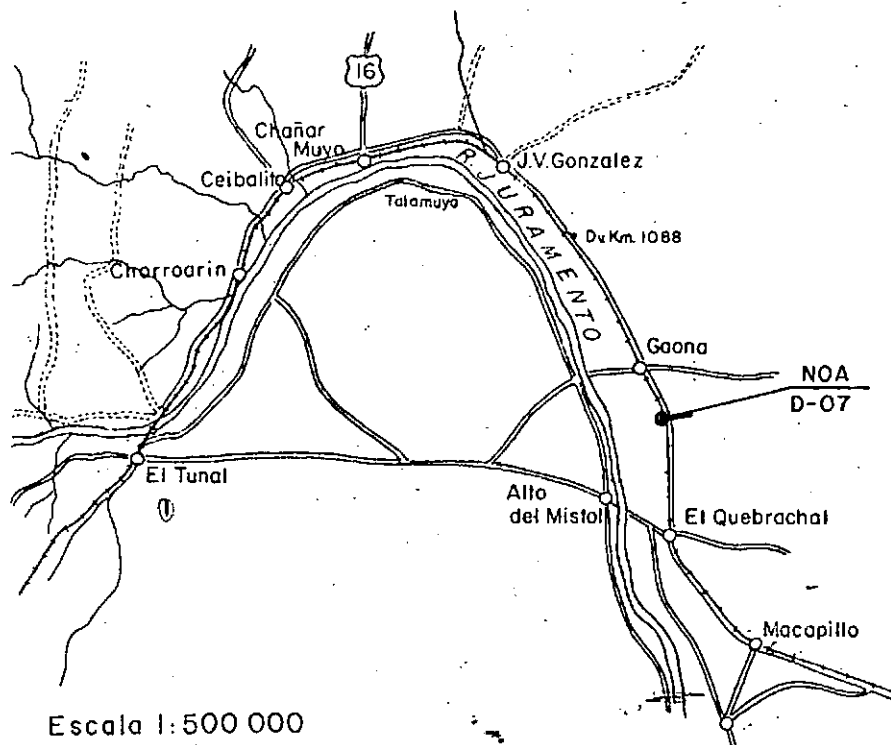 16
Chañar
Muyo
Ceibalito
J.V. Gonzalez
R. JURAMENTO
Talamuyo
Dv. Km. 1088
Chorroarin
Gaona
NOA
D-07
El Tunal
Alto
del Mistol
El Quebrachal
Macapillo
Escala 1:500 000